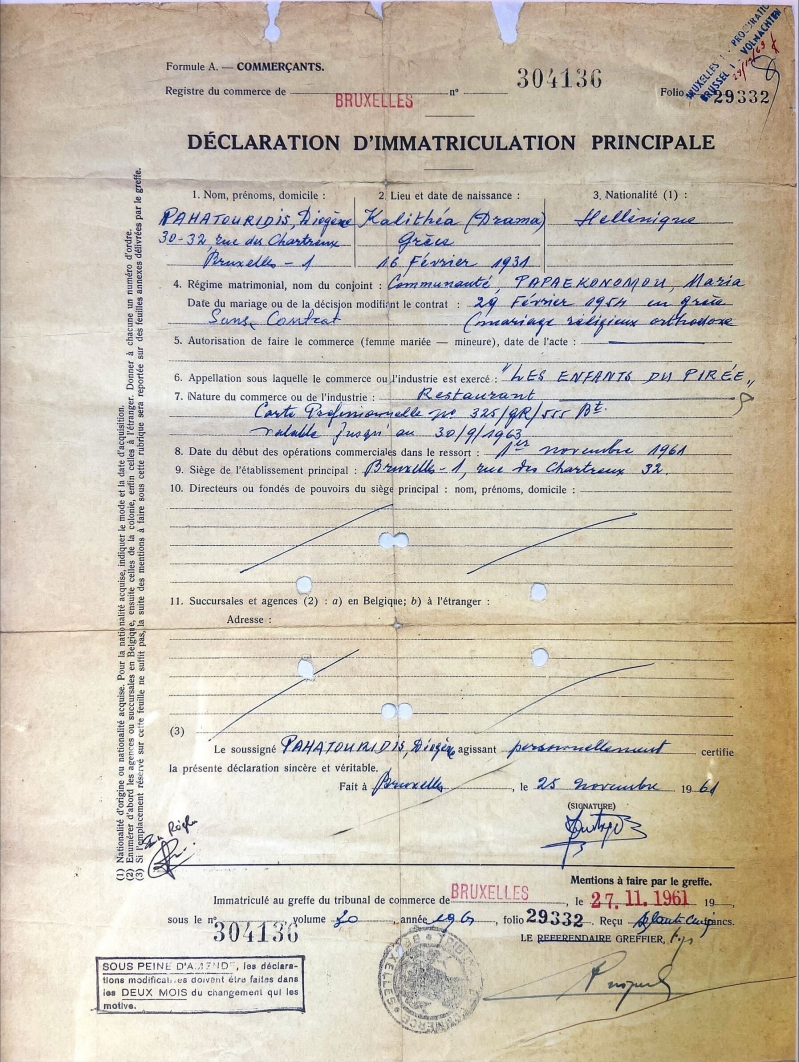 Formule A. — COMMERÇANTS.
Registre du commerce de BRUXELLES n° 304136 Folio 29332
BRUXELLES I - PROCURATIO
BRUSSEL I - VOLMACHTEN
DÉCLARATION D'IMMATRICULATION PRINCIPALE
1. Nom, prénoms, domicile :
PAHATOURIDIS, Diogène
30-32, rue des Chartreux
Bruxelles - 1
2. Lieu et date de naissance :
Kalithéa (Drama)
Grèce
16 Février 1931
3. Nationalité (1) :
Hellénique
4. Régime matrimonial, nom du conjoint : Communauté, PAPAEKONOMOU, Maria
Date du mariage ou de la décision modifiant le contrat : 29 Février 1954 en grèce
Sans Contrat (mariage religieux orthodoxe
5. Autorisation de faire le commerce (femme mariée — mineure), date de l'acte :
6. Appellation sous laquelle le commerce ou l'industrie est exercé : "LES ENFANTS DU PIRÉE"
7. Nature du commerce ou de l'industrie : Restaurant
Carte Professionnelle n° 325/GR/555 Bt.
valable jusqu'au 30/9/1963
8. Date du début des opérations commerciales dans le ressort : 1er novembre 1961
9. Siège de l'établissement principal : Bruxelles - 1, rue des Chartreux 32.
10. Directeurs ou fondés de pouvoirs du siège principal : nom, prénoms, domicile :
11. Succursales et agences (2) : a) en Belgique; b) à l'étranger :
Adresse :
(3)
Le soussigné PAHATOURIDIS, Diogène agissant personnellement certifie
la présente déclaration sincère et véritable.
Fait à Bruxelles, le 25 novembre 1961
(SIGNATURE)
(1) Nationalité d'origine ou nationalité acquise. Pour la nationalité acquise, indiquer le mode et la date d'acquisition.
(2) Enumérer d'abord les agences ou succursales en Belgique, ensuite celles de la colonie, enfin celles à l'étranger. Donner à chacune un numéro d'ordre.
(3) Si l'emplacement réservé sur cette feuille ne suffit pas, la suite des mentions à faire sous cette rubrique sera reportée sur des feuilles annexes délivrées par le greffe.
Mentions à faire par le greffe.
Immatriculé au greffe du tribunal de commerce de BRUXELLES, le 27. 11. 1961 19
sous le n° 304136 volume 20, année 1961, folio 29332. Reçu francs.
LE REFERENDAIRE GREFFIER,
SOUS PEINE D'AMENDE, les déclara-
tions modificatives doivent être faites dans
les DEUX MOIS du changement qui les
motive.